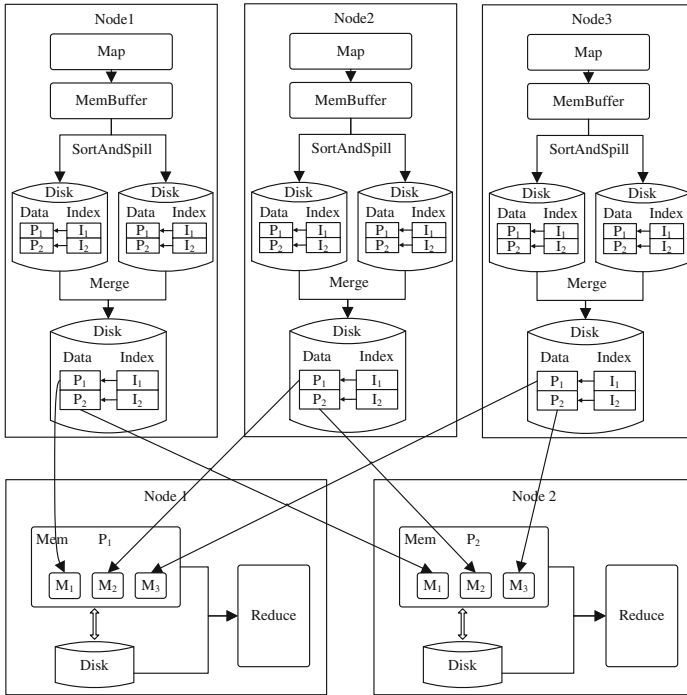 Node1 Node2 Node3
Map Map Map
MemBuffer MemBuffer MemBuffer
SortAndSpill SortAndSpill SortAndSpill
Disk Disk Disk Disk Disk Disk
Data Index Data Index Data Index Data Index Data Index Data Index
P₁ I₁ P₁ I₁ P₁ I₁ P₁ I₁ P₁ I₁ P₁ I₁
P₂ I₂ P₂ I₂ P₂ I₂ P₂ I₂ P₂ I₂ P₂ I₂
Merge Merge Merge
Disk Disk Disk
Data Index Data Index Data Index
P₁ I₁ P₁ I₁ P₁ I₁
P₂ I₂ P₂ I₂ P₂ I₂
Node 1 Node 2
Mem P₁ Mem P₂
M₁ M₂ M₃ M₁ M₂ M₃
Reduce Reduce
Disk Disk